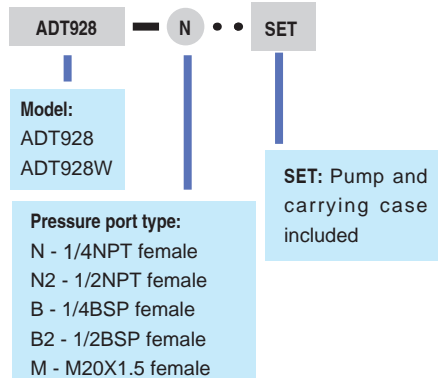 ADT928 — N • • SET
Model:
ADT928
ADT928W
Pressure port type:
N - 1/4NPT female
N2 - 1/2NPT female
B - 1/4BSP female
B2 - 1/2BSP female
M - M20X1.5 female
SET: Pump and
carrying case
included